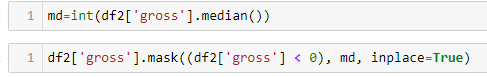 1 md=int(df2['gross'].median())
1 df2['gross'].mask((df2['gross'] < 0), md, inplace=True)